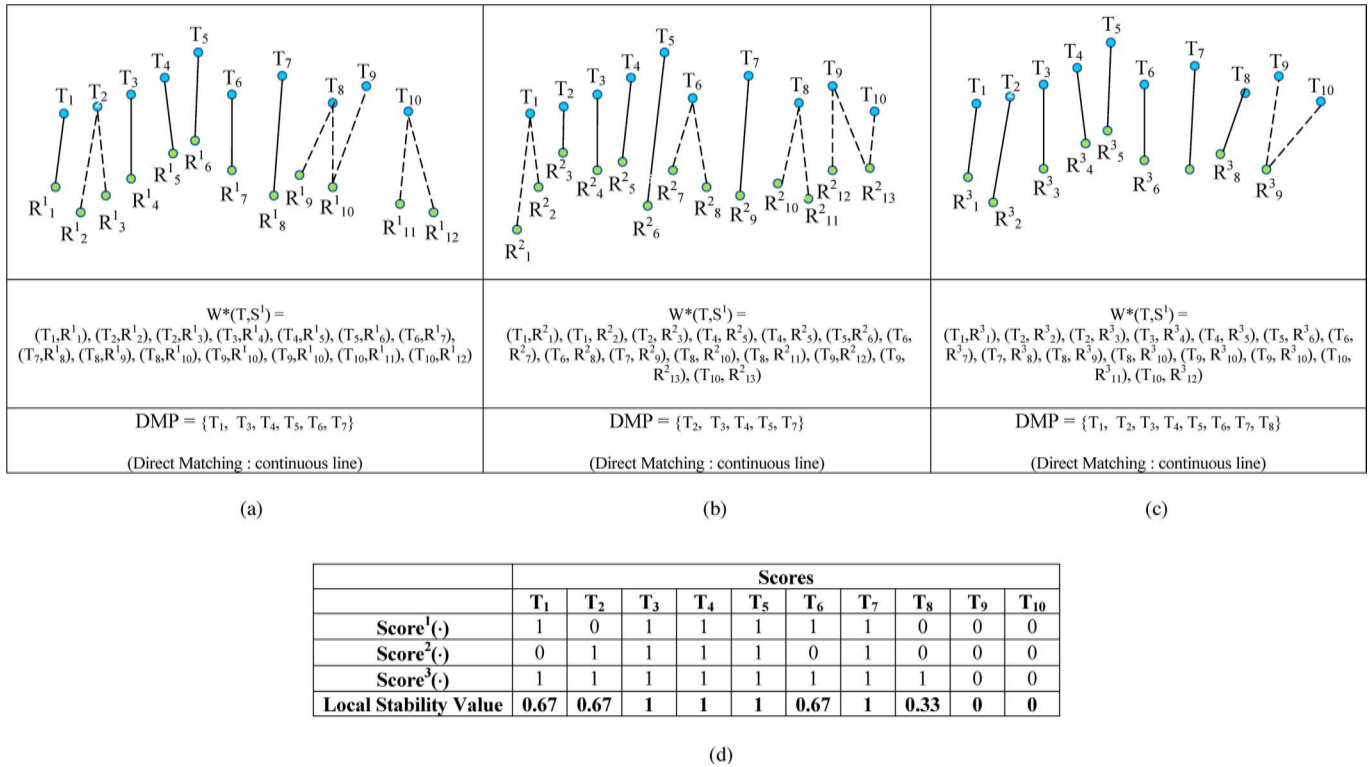 T5
T4
T7
T3
T9
T6
T8
T1
T2
T10
R¹5
R¹6
R¹4
R¹7
R¹9
R¹10
R¹1
R¹2
R¹3
R¹8
R¹11
R¹12
W*(T,S¹) =
(T1,R¹1), (T2,R¹2), (T2,R¹3), (T3,R¹4), (T4,R¹5), (T5,R¹6), (T6,R¹7),
(T7,R¹8), (T8,R¹9), (T8,R¹10), (T9,R¹10), (T9,R¹10), (T10,R¹11), (T10,R¹12)
DMP = {T1, T3, T4, T5, T6, T7}
(Direct Matching : continuous line)
(a)
T5
T4
T7
T9
T3
T6
T2
T8
T10
T1
R²3
R²4
R²5
R²7
R²12
R²13
R²2
R²8
R²9
R²10
R²11
R²6
R²1
W*(T,S¹) =
(T1,R²1), (T1, R²2), (T2, R²3), (T4, R²5), (T4, R²5), (T5,R²6), (T6,
R²7), (T6, R²8), (T7, R²9), (T8, R²10), (T8, R²11), (T9,R²12), (T9,
R²13), (T10, R²13)
DMP = {T2, T3, T4, T5, T7}
(Direct Matching : continuous line)
(b)
T5
T4
T7
T3
T6
T8
T9
T1
T2
T10
R³4
R³5
R³3
R³6
R³8
R³9
R³1
R³2
W*(T,S¹) =
(T1,R³1), (T2, R³2), (T2, R³3), (T3, R³4), (T4, R³5), (T5, R³6), (T6,
R³7), (T7, R³8), (T8, R³9), (T8, R³10), (T9, R³10), (T9, R³10), (T10,
R³11), (T10, R³12)
DMP = {T1, T2, T3, T4, T5, T6, T7, T8}
(Direct Matching : continuous line)
(c)
Scores
T1 T2 T3 T4 T5 T6 T7 T8 T9 T10
Score¹(·) 1 0 1 1 1 1 1 0 0 0
Score²(·) 0 1 1 1 1 0 1 0 0 0
Score³(·) 1 1 1 1 1 1 1 1 0 0
Local Stability Value 0.67 0.67 1 1 1 0.67 1 0.33 0 0
(d)